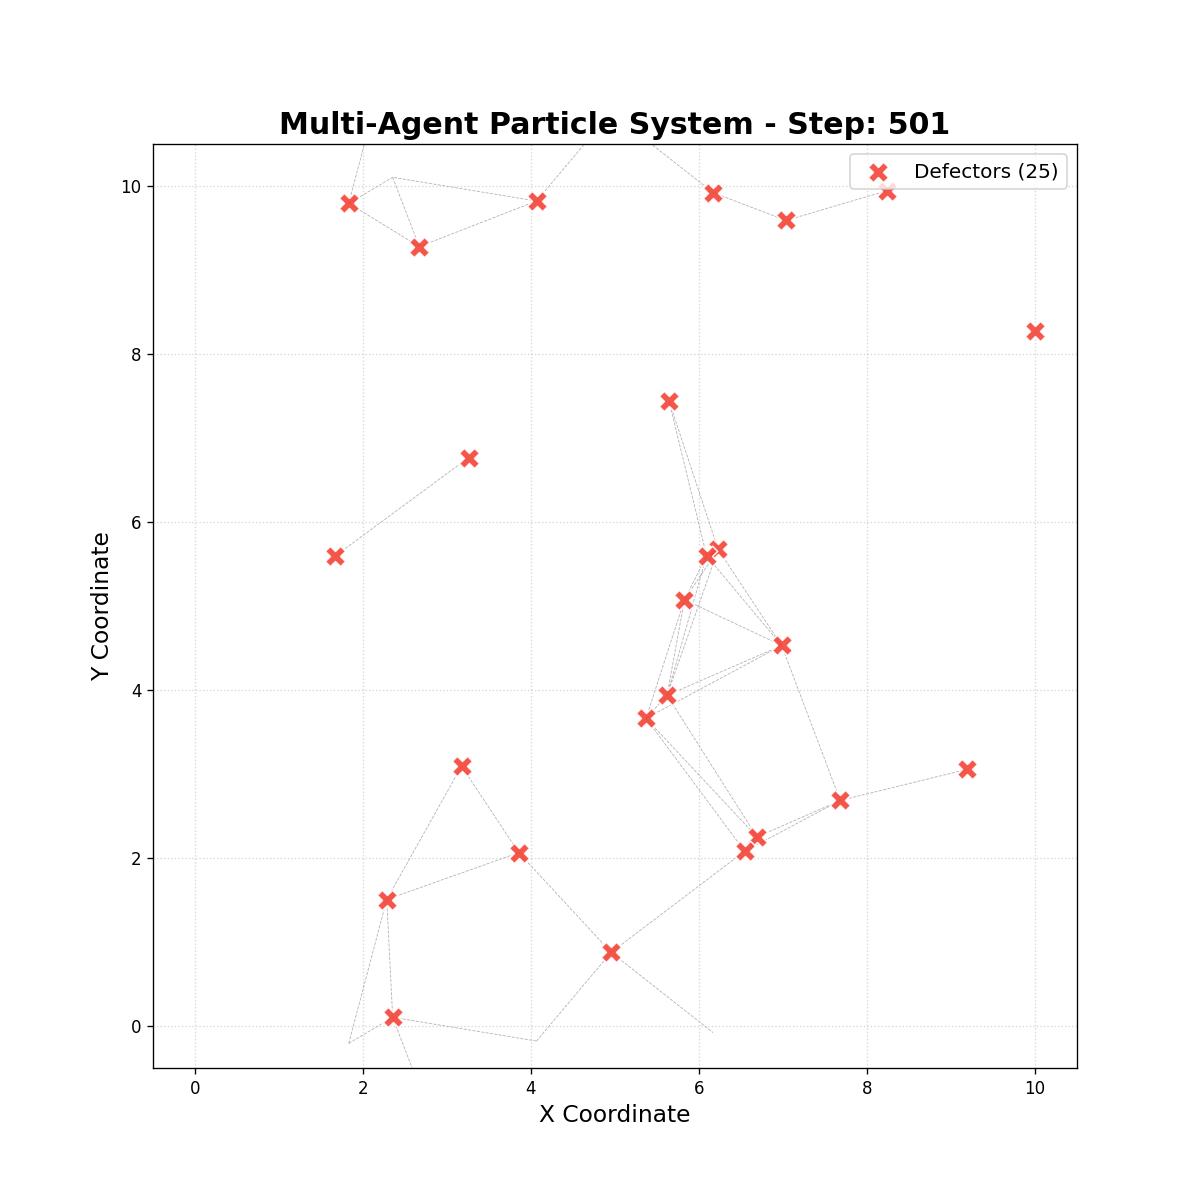 Multi-Agent Particle System - Step: 501
Defectors (25)
10
8
6
4
2
0
Y Coordinate
0 2 4 6 8 10
X Coordinate